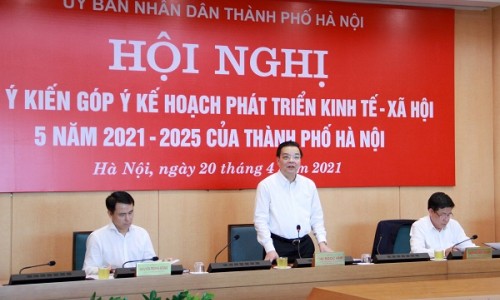 ỦY BAN NHÂN DÂN THÀNH PHỐ HÀ NỘI
HỘI NGHỊ
Ý KIẾN GÓP Ý KẾ HOẠCH PHÁT TRIỂN KINH TẾ - XÃ HỘI
5 NĂM 2021 - 2025 CỦA THÀNH PHỐ HÀ NỘI
Hà Nội, ngày 20 tháng 4 2021